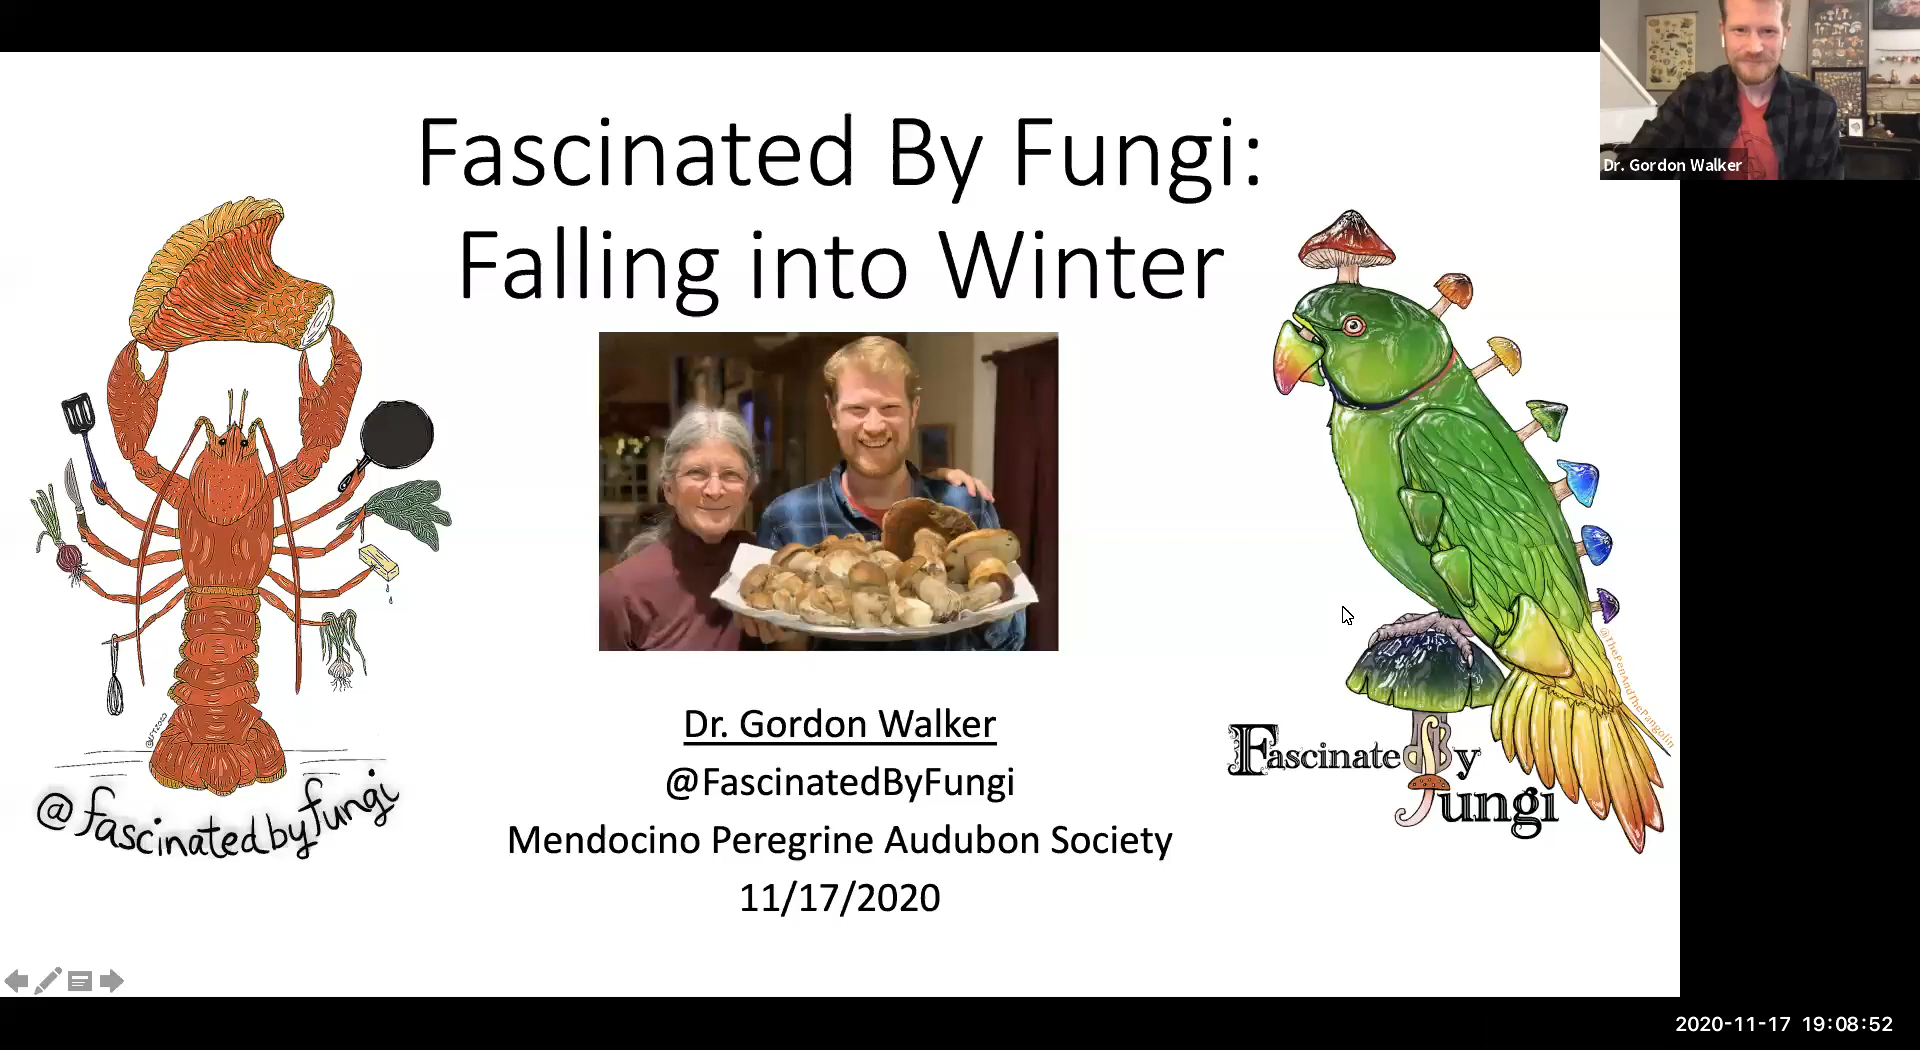 Fascinated By Fungi:
Falling into Winter
Dr. Gordon Walker
@FascinatedByFungi
Mendocino Peregrine Audubon Society
11/17/2020
@fascinatedbyfungi
Fascinated By
Fungi
@ThePenAndThePangolin
Dr. Gordon Walker
2020-11-17 19:08:52